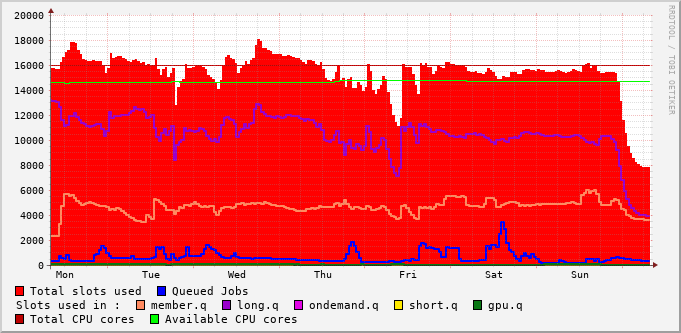 20000
18000
16000
14000
12000
10000
8000
6000
4000
2000
0
Mon Tue Wed Thu Fri Sat Sun
RRDTOOL / TOBI OETIKER
Total slots used Queued Jobs
Slots used in : member.q long.q ondemand.q short.q gpu.q
Total CPU cores Available CPU cores